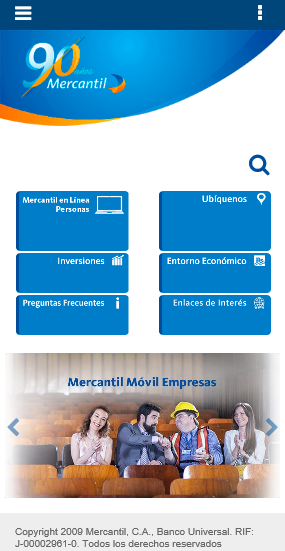 90 años
Mercantil
Mercantil en Línea
Personas
Ubíquenos
Inversiones
Entorno Económico
Preguntas Frecuentes
Enlaces de Interés
Mercantil Móvil Empresas
Copyright 2009 Mercantil, C.A., Banco Universal. RIF:
J-00002961-0. Todos los derechos reservados